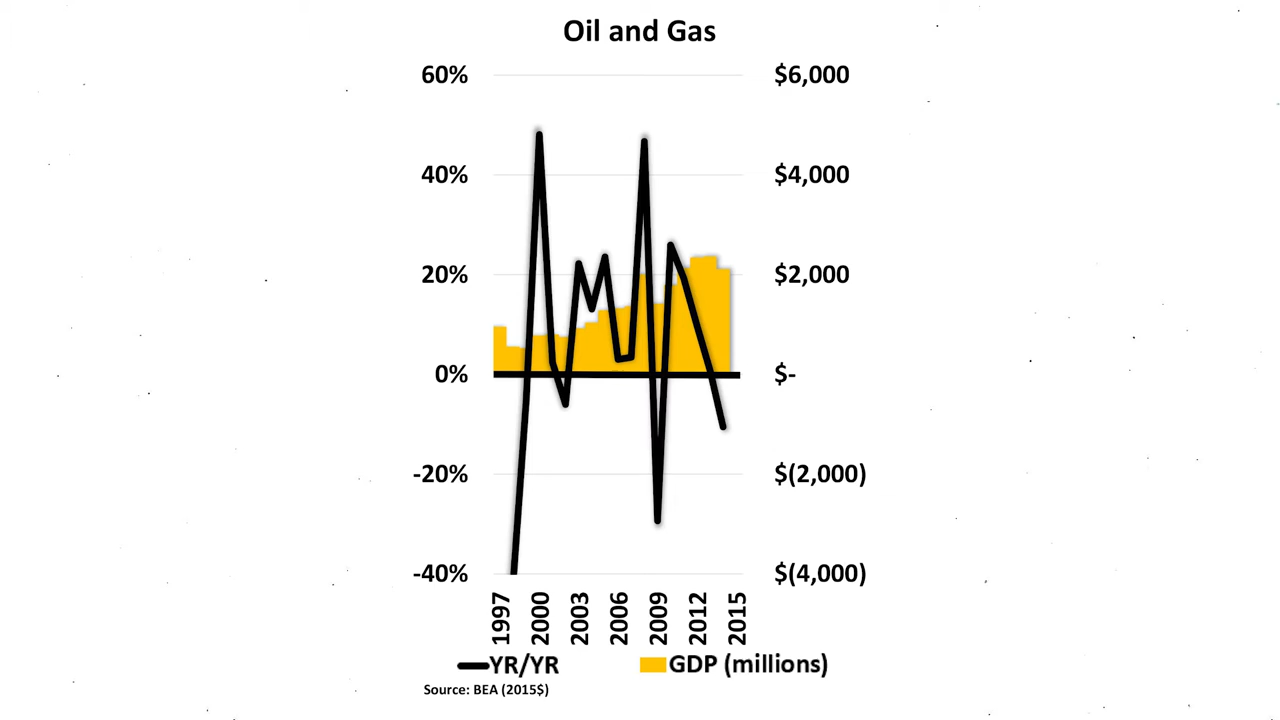 Oil and Gas
60% $6,000
40% $4,000
20% $2,000
0% $-
-20% $(2,000)
-40% $(4,000)
1997 2000 2003 2006 2009 2012 2015
YR/YR GDP (millions)
Source: BEA (2015$)